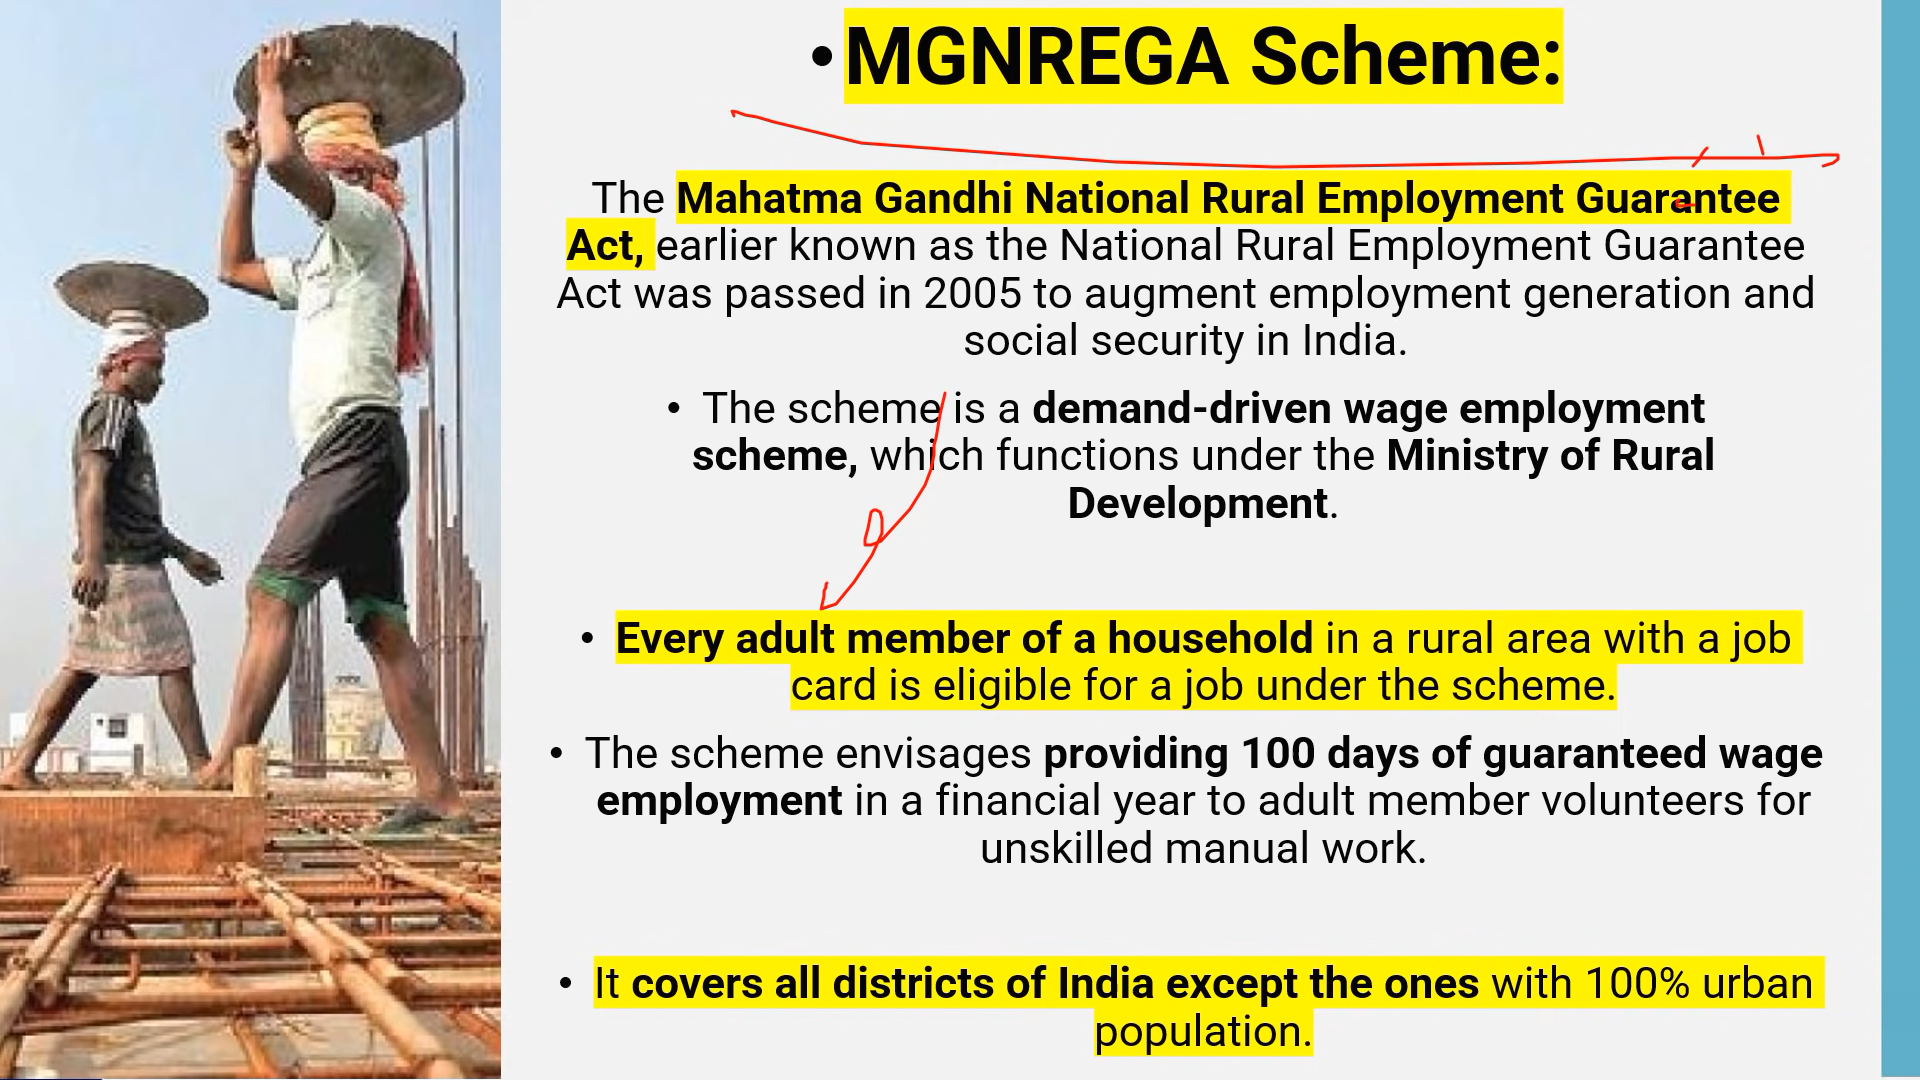 • MGNREGA Scheme:
The Mahatma Gandhi National Rural Employment Guarantee
Act, earlier known as the National Rural Employment Guarantee
Act was passed in 2005 to augment employment generation and
social security in India.
• The scheme is a demand-driven wage employment
scheme, which functions under the Ministry of Rural
Development.
• Every adult member of a household in a rural area with a job
card is eligible for a job under the scheme.
• The scheme envisages providing 100 days of guaranteed wage
employment in a financial year to adult member volunteers for
unskilled manual work.
• It covers all districts of India except the ones with 100% urban
population.